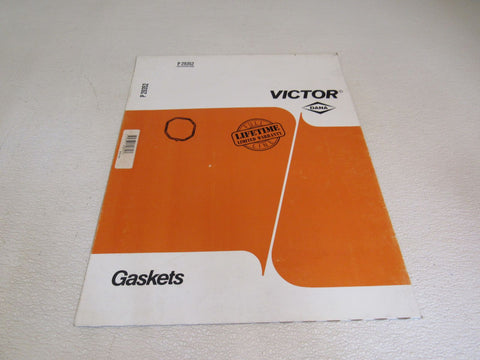 P 29352
P 29352
VICTOR®
DANA
LIFETIME
LIMITED WARRANTY
Gaskets